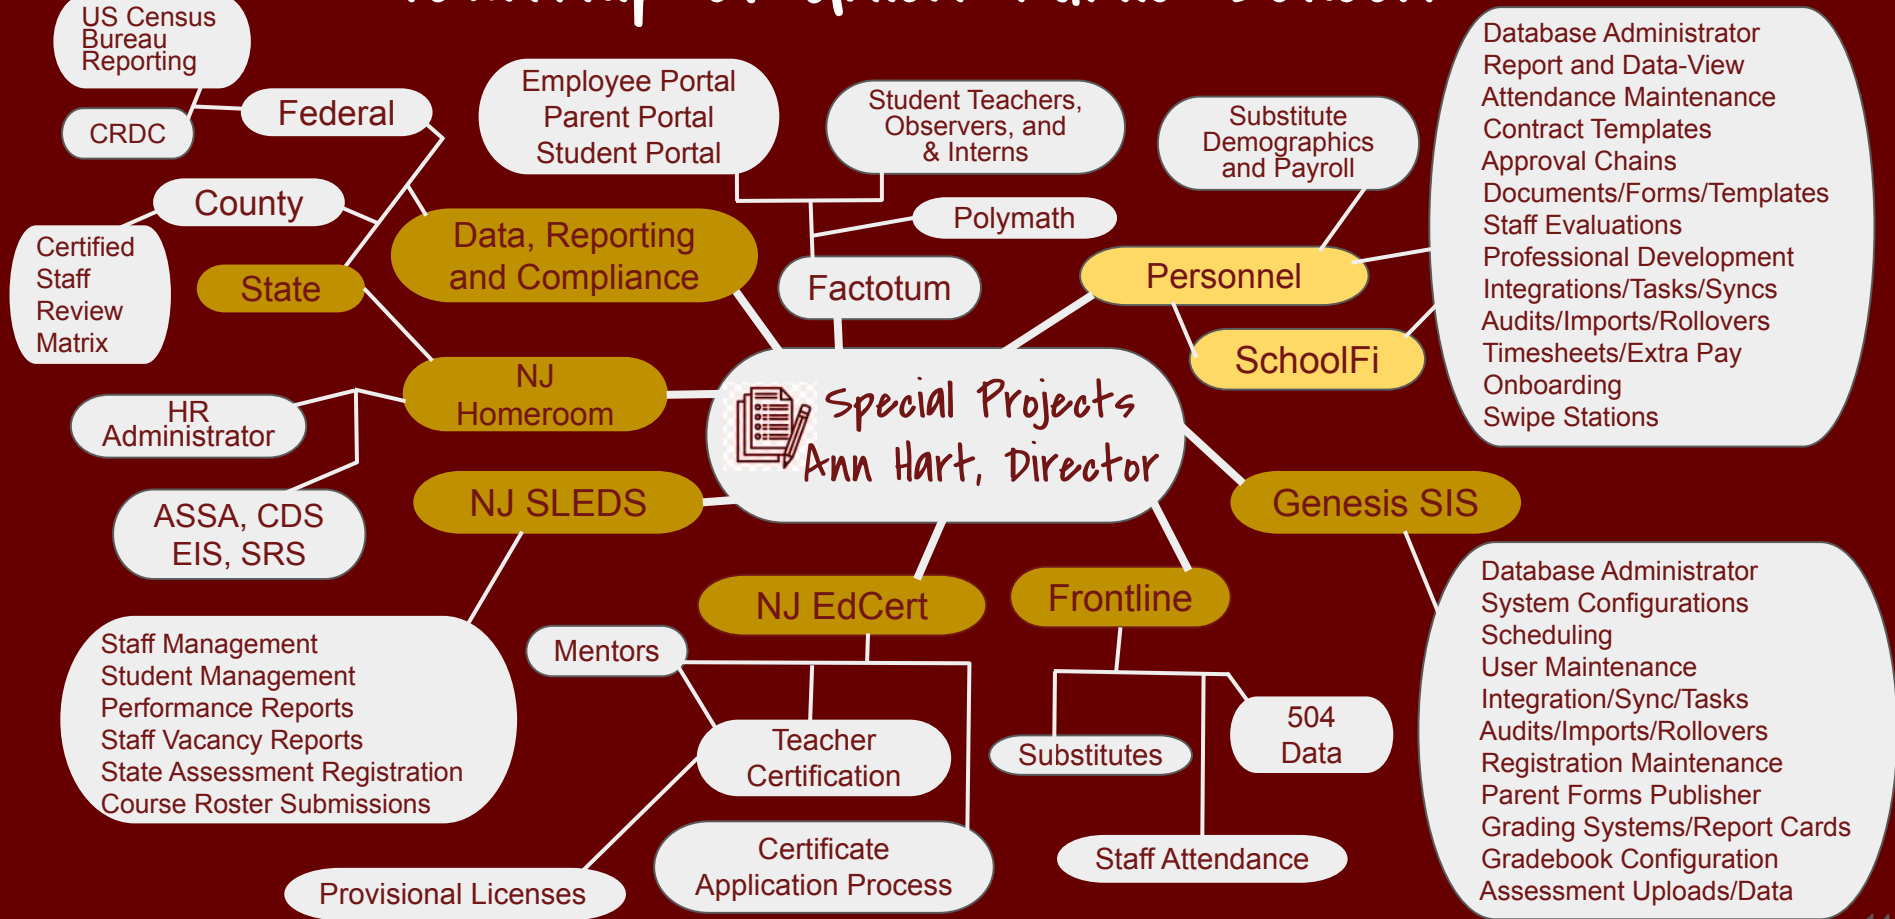 Township of Union Public Schools
US Census
Bureau
Reporting
CRDC
Federal
County
Certified
Staff
Review
Matrix
State
Data, Reporting
and Compliance
Employee Portal
Parent Portal
Student Portal
Student Teachers,
Observers, and
& Interns
Polymath
Factotum
Substitute
Demographics
and Payroll
Personnel
SchoolFi
Database Administrator
Report and Data-View
Attendance Maintenance
Contract Templates
Approval Chains
Documents/Forms/Templates
Staff Evaluations
Professional Development
Integrations/Tasks/Syncs
Audits/Imports/Rollovers
Timesheets/Extra Pay
Onboarding
Swipe Stations
NJ
Homeroom
HR
Administrator
ASSA, CDS
EIS, SRS
Special Projects
Ann Hart, Director
NJ SLEDS
Staff Management
Student Management
Performance Reports
Staff Vacancy Reports
State Assessment Registration
Course Roster Submissions
NJ EdCert
Mentors
Teacher
Certification
Provisional Licenses
Certificate
Application Process
Frontline
Substitutes
504
Data
Staff Attendance
Genesis SIS
Database Administrator
System Configurations
Scheduling
User Maintenance
Integration/Sync/Tasks
Audits/Imports/Rollovers
Registration Maintenance
Parent Forms Publisher
Grading Systems/Report Cards
Gradebook Configuration
Assessment Uploads/Data